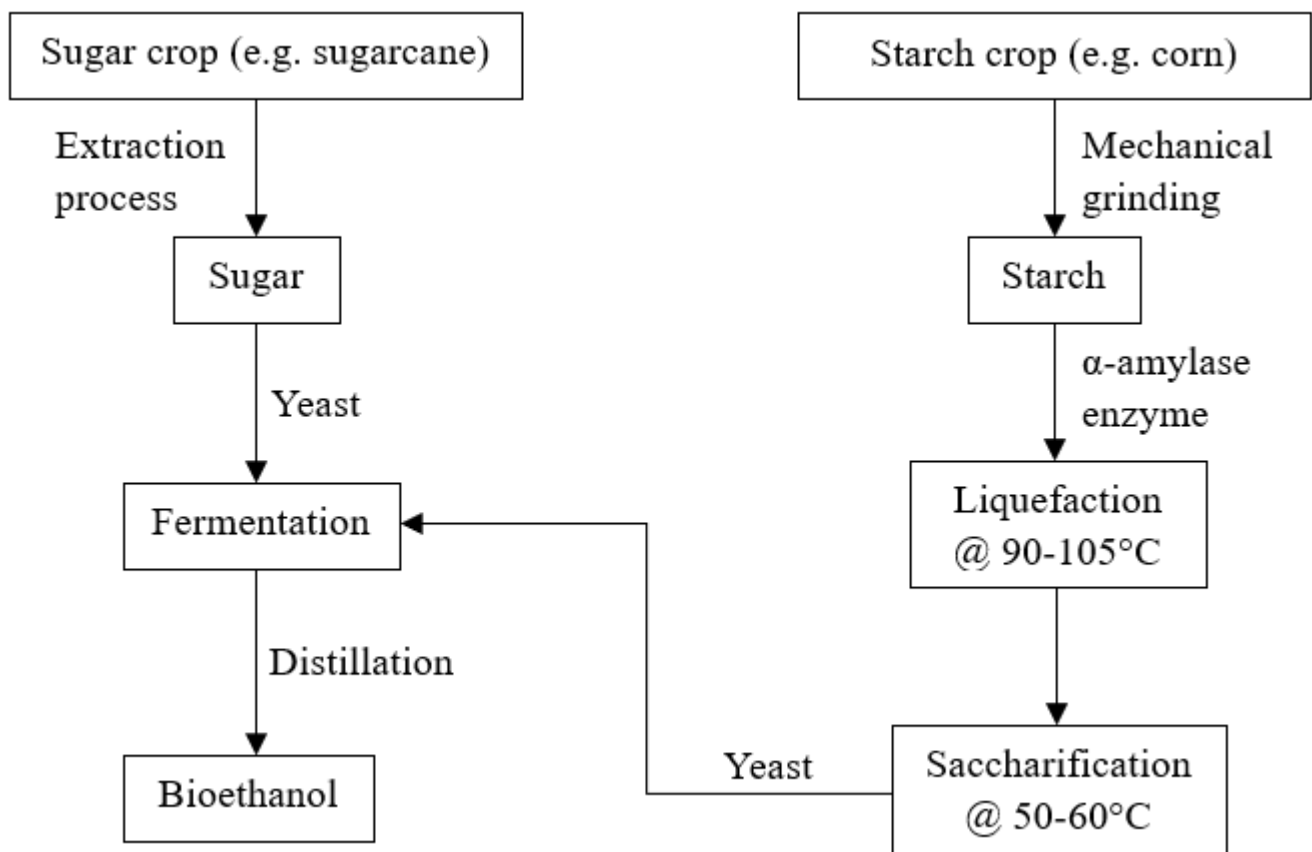 Sugar crop (e.g. sugarcane)
Extraction
process
Sugar
Yeast
Fermentation
Distillation
Bioethanol
Starch crop (e.g. corn)
Mechanical
grinding
Starch
α-amylase
enzyme
Liquefaction
@ 90-105°C
Saccharification
@ 50-60°C
Yeast